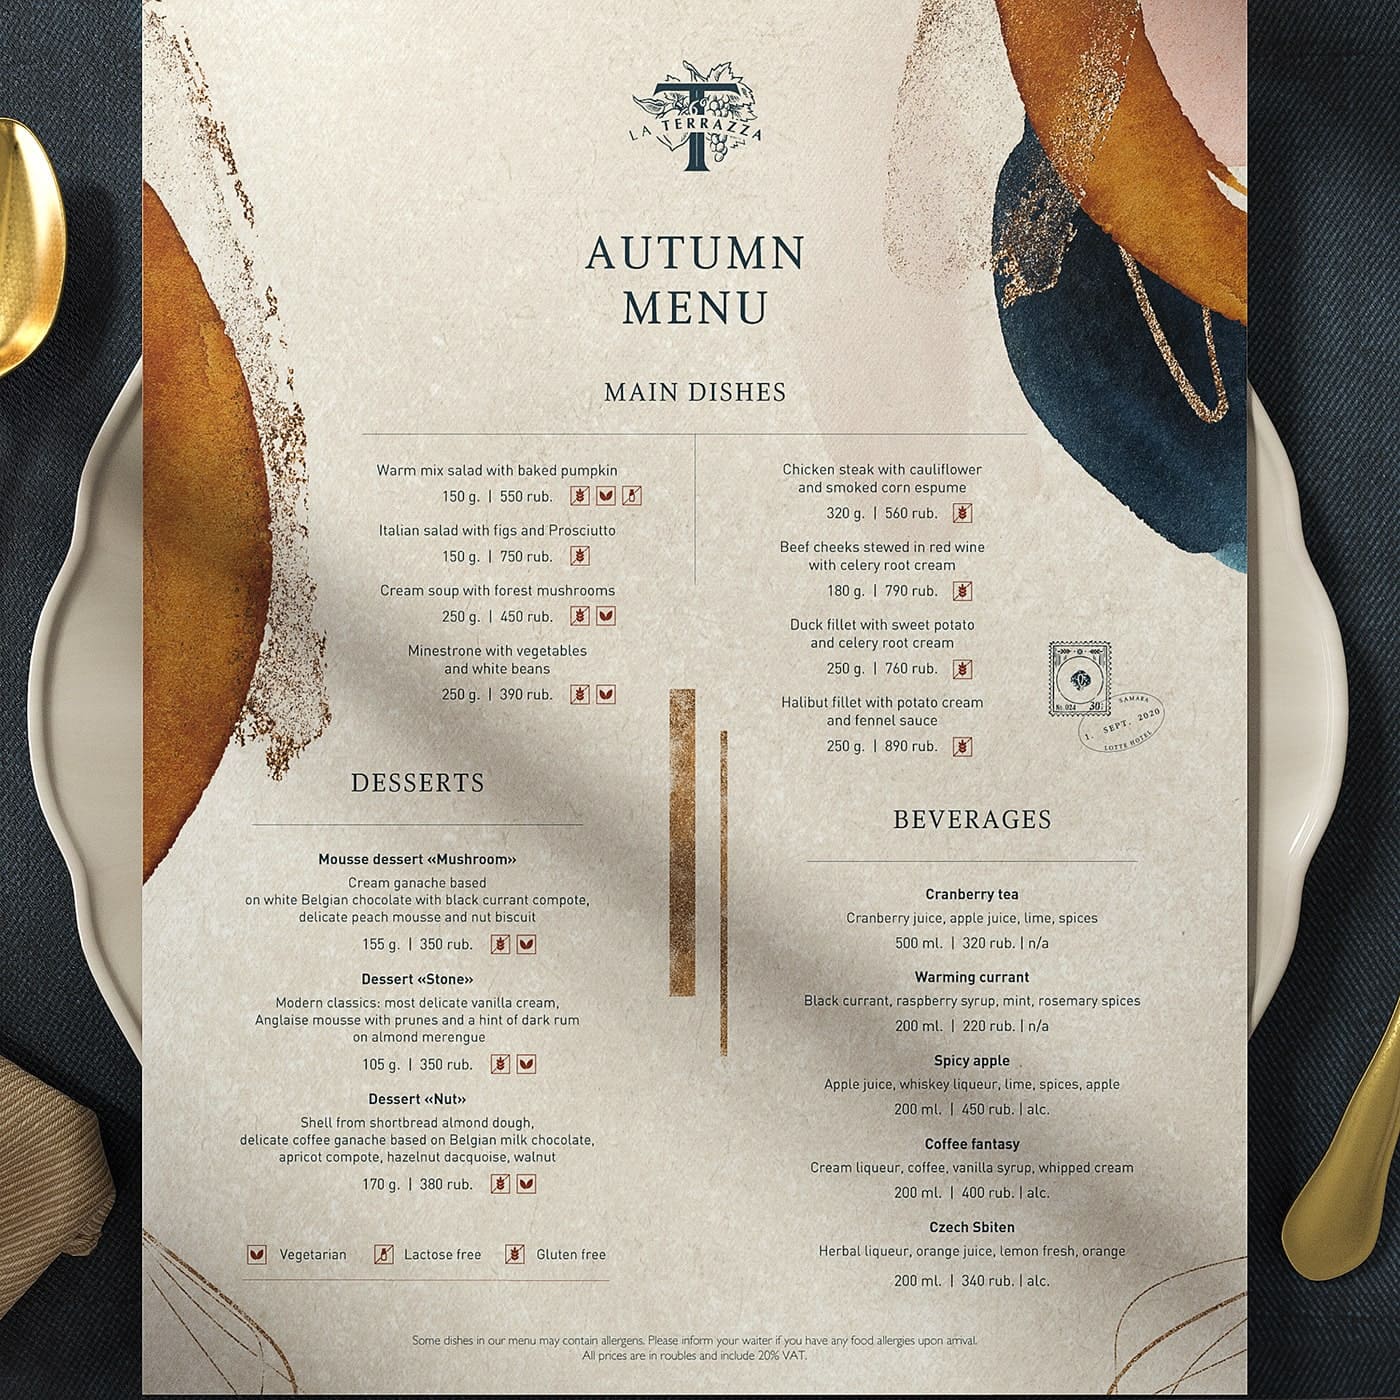 LA TERRAZZA
T
AUTUMN
MENU
MAIN DISHES
Warm mix salad with baked pumpkin
150 g. | 550 rub.
Italian salad with figs and Prosciutto
150 g. | 750 rub.
Cream soup with forest mushrooms
250 g. | 450 rub.
Minestrone with vegetables
and white beans
250 g. | 390 rub.
Chicken steak with cauliflower
and smoked corn espume
320 g. | 560 rub.
Beef cheeks stewed in red wine
with celery root cream
180 g. | 790 rub.
Duck fillet with sweet potato
and celery root cream
250 g. | 760 rub.
Halibut fillet with potato cream
and fennel sauce
250 g. | 890 rub.
№ 024 30
SAMARA
1. SEPT. 2020
LOTTE HOTEL
DESSERTS
Mousse dessert «Mushroom»
Cream ganache based
on white Belgian chocolate with black currant compote,
delicate peach mousse and nut biscuit
155 g. | 350 rub.
Dessert «Stone»
Modern classics: most delicate vanilla cream,
Anglaise mousse with prunes and a hint of dark rum
on almond merengue
105 g. | 350 rub.
Dessert «Nut»
Shell from shortbread almond dough,
delicate coffee ganache based on Belgian milk chocolate,
apricot compote, hazelnut dacquoise, walnut
170 g. | 380 rub.
Vegetarian Lactose free Gluten free
BEVERAGES
Cranberry tea
Cranberry juice, apple juice, lime, spices
500 ml. | 320 rub. | n/a
Warming currant
Black currant, raspberry syrup, mint, rosemary spices
200 ml. | 220 rub. | n/a
Spicy apple
Apple juice, whiskey liqueur, lime, spices, apple
200 ml. | 450 rub. | alc.
Coffee fantasy
Cream liqueur, coffee, vanilla syrup, whipped cream
200 ml. | 400 rub. | alc.
Czech Sbiten
Herbal liqueur, orange juice, lemon fresh, orange
200 ml. | 340 rub. | alc.
Some dishes in our menu may contain allergens. Please inform your waiter if you have any food allergies upon arrival.
All prices are in roubles and include 20% VAT.